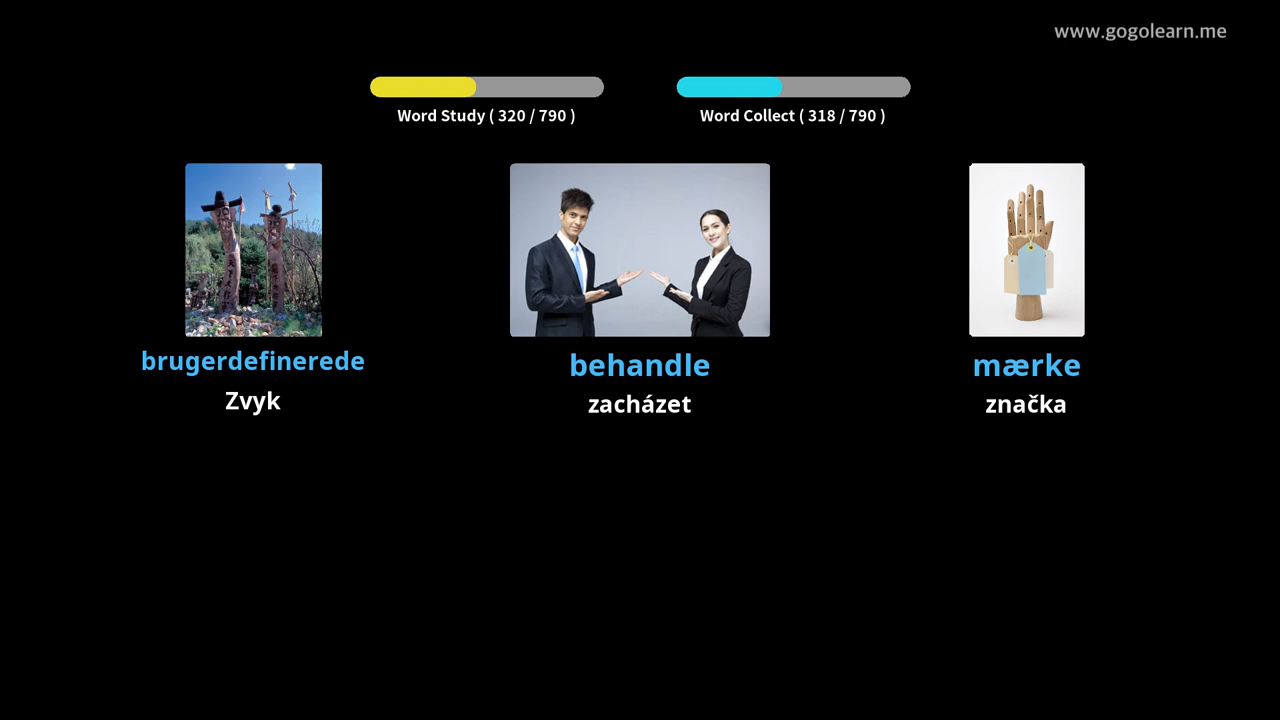 www.gogolearn.me
Word Study ( 320 / 790 )
Word Collect ( 318 / 790 )
brugerdefinerede
Zvyk
behandle
zacházet
mærke
značka